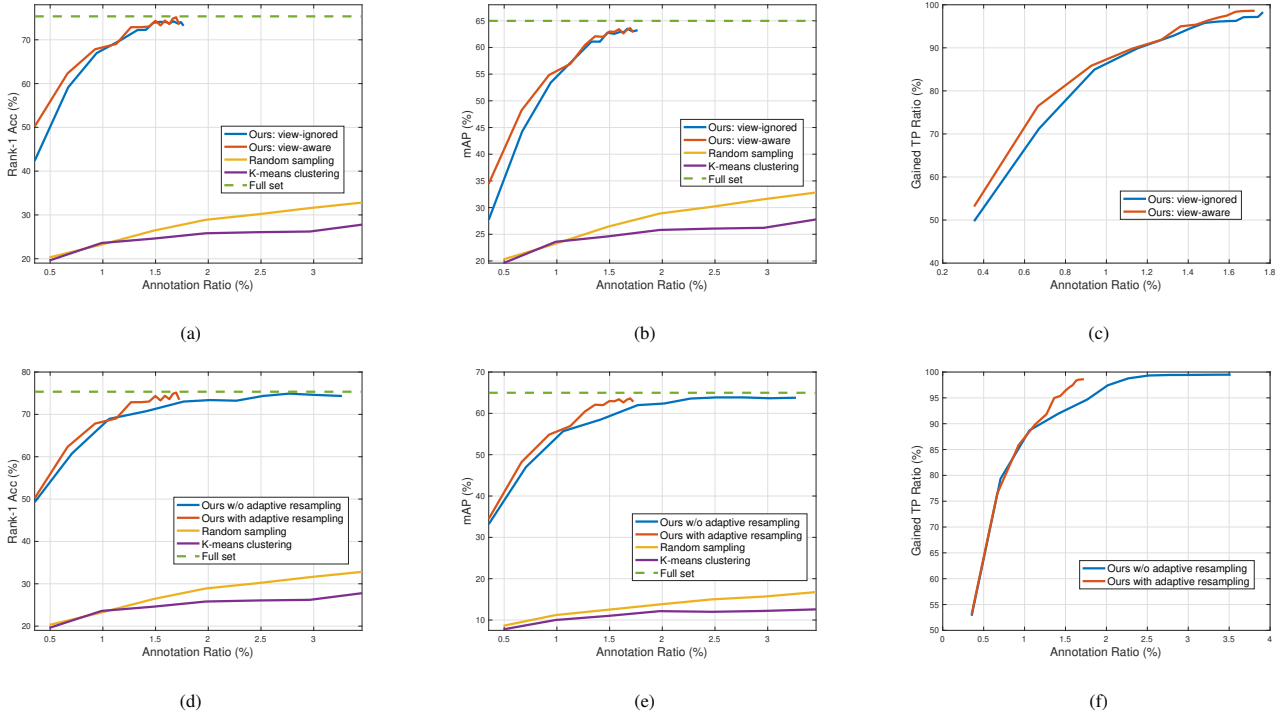 70
60
50
40
30
20
Rank-1 Acc (%)
0.5 1 1.5 2 2.5 3
Annotation Ratio (%)
Ours: view-ignored
Ours: view-aware
Random sampling
K-means clustering
Full set
(a)
65
60
55
50
45
40
35
30
25
20
mAP (%)
0.5 1 1.5 2 2.5 3
Annotation Ratio (%)
Ours: view-ignored
Ours: view-aware
Random sampling
K-means clustering
Full set
(b)
100
90
80
70
60
50
40
Gained TP Ratio (%)
0.2 0.4 0.6 0.8 1 1.2 1.4 1.6 1.8
Annotation Ratio (%)
Ours: view-ignored
Ours: view-aware
(c)
80
70
60
50
40
30
20
Rank-1 Acc (%)
0.5 1 1.5 2 2.5 3
Annotation Ratio (%)
Ours w/o adaptive resampling
Ours with adaptive resampling
Random sampling
K-means clustering
Full set
(d)
70
60
50
40
30
20
10
mAP (%)
0.5 1 1.5 2 2.5 3
Annotation Ratio (%)
Ours w/o adaptive resampling
Ours with adaptive resampling
Random sampling
K-means clustering
Full set
(e)
100
95
90
85
80
75
70
65
60
55
50
Gained TP Ratio (%)
0 0.5 1 1.5 2 2.5 3 3.5 4
Annotation Ratio (%)
Ours w/o adaptive resampling
Ours with adaptive resampling
(f)